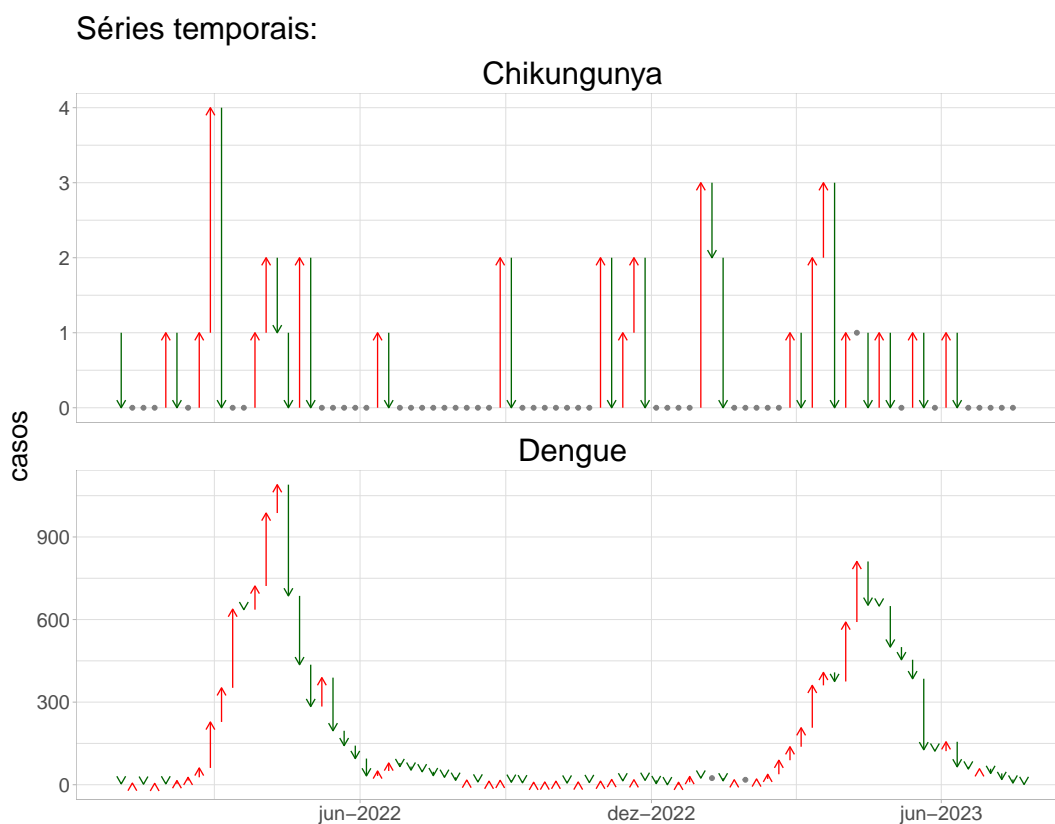 Séries temporais:
Chikungunya
4
3
2
1
0
casos
Dengue
900
600
300
0
jun−2022
dez−2022
jun−2023